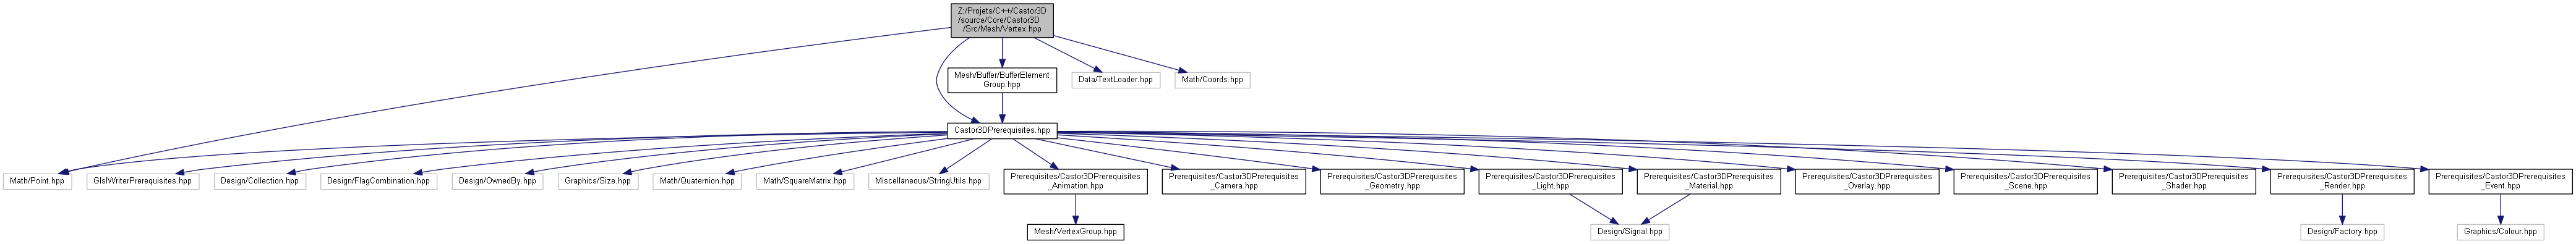 Z:/Projets/C++/Castor3D
/source/Core/Castor3D
/Src/Mesh/Vertex.hpp
Mesh/Buffer/BufferElement
Group.hpp
Data/TextLoader.hpp
Math/Coords.hpp
Castor3DPrerequisites.hpp
Math/Point.hpp
GlslWriterPrerequisites.hpp
Design/Collection.hpp
Design/FlagCombination.hpp
Design/OwnedBy.hpp
Graphics/Size.hpp
Math/Quaternion.hpp
Math/SquareMatrix.hpp
Miscellaneous/StringUtils.hpp
Prerequisites/Castor3DPrerequisites
_Animation.hpp
Prerequisites/Castor3DPrerequisites
_Camera.hpp
Prerequisites/Castor3DPrerequisites
_Geometry.hpp
Prerequisites/Castor3DPrerequisites
_Light.hpp
Prerequisites/Castor3DPrerequisites
_Material.hpp
Prerequisites/Castor3DPrerequisites
_Overlay.hpp
Prerequisites/Castor3DPrerequisites
_Scene.hpp
Prerequisites/Castor3DPrerequisites
_Shader.hpp
Prerequisites/Castor3DPrerequisites
_Render.hpp
Prerequisites/Castor3DPrerequisites
_Event.hpp
Mesh/VertexGroup.hpp
Design/Signal.hpp
Design/Factory.hpp
Graphics/Colour.hpp